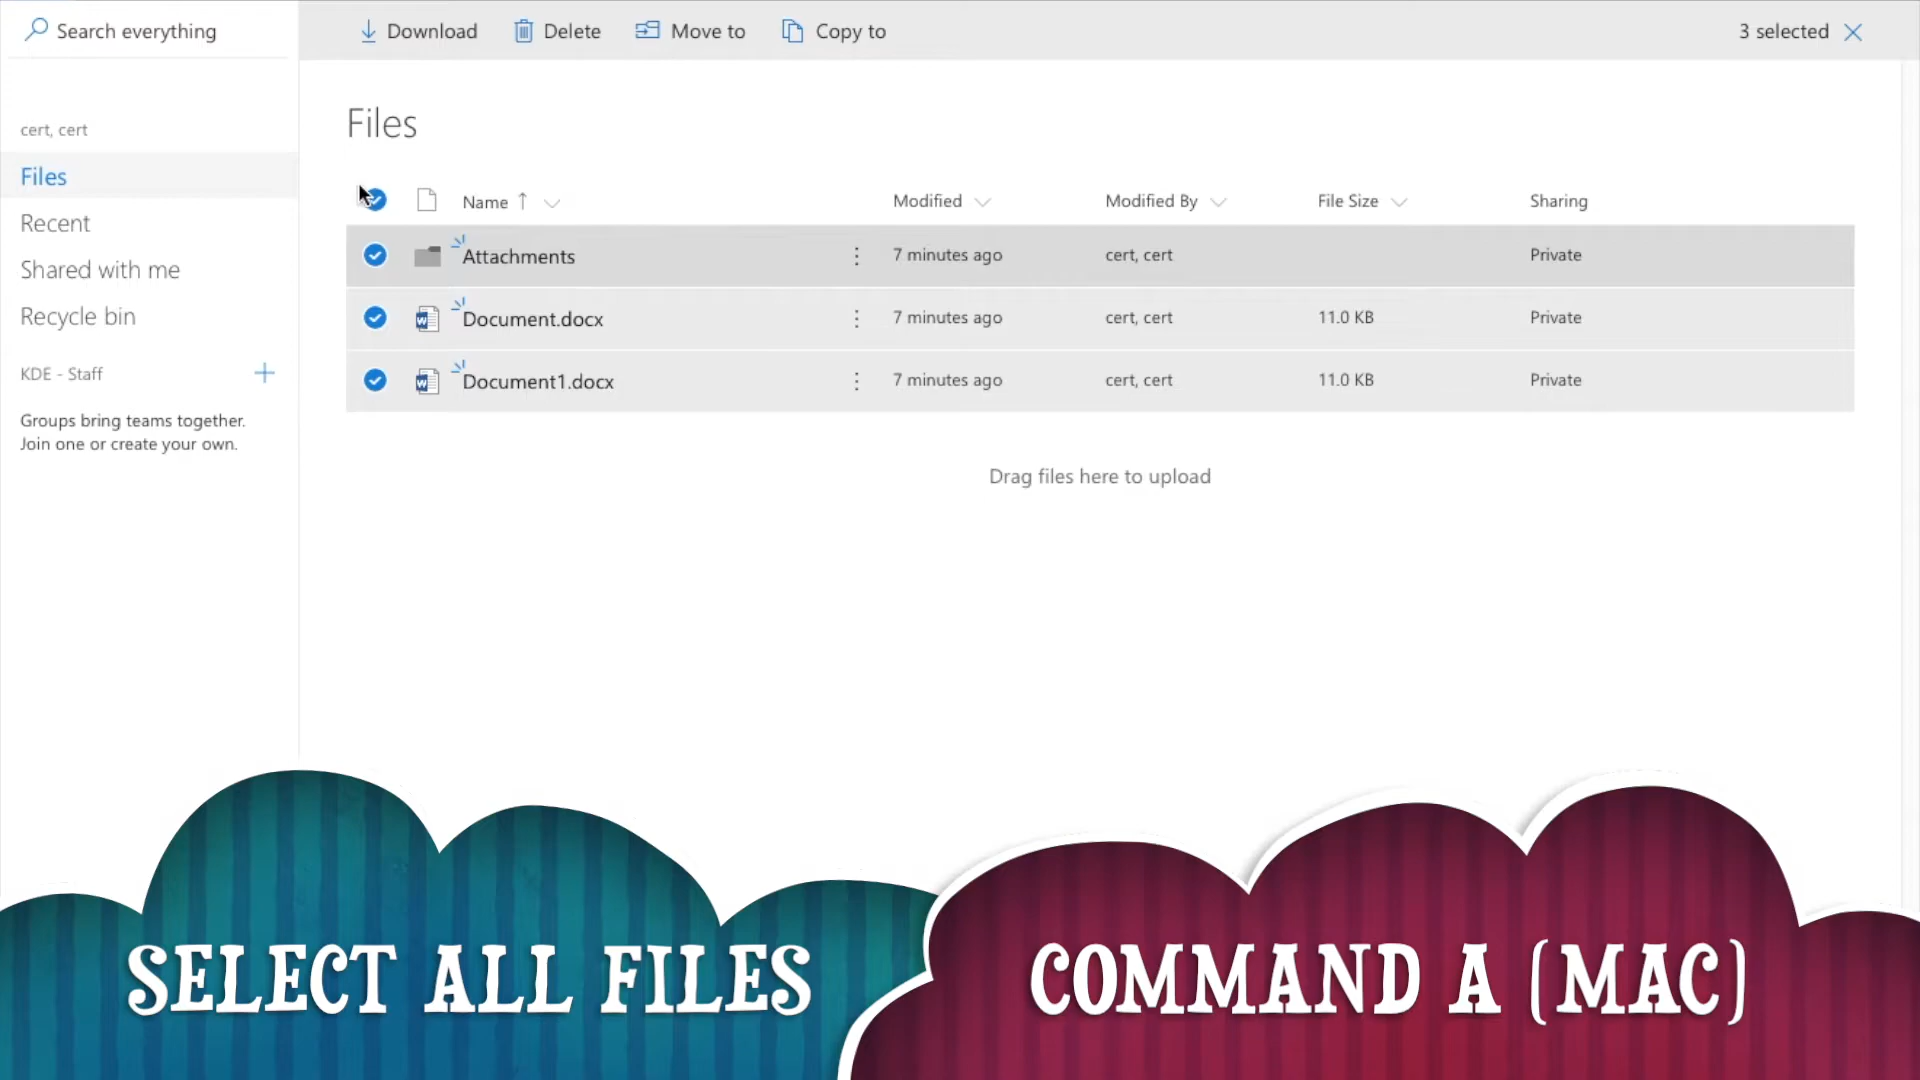 Search everything
Download Delete Move to Copy to 3 selected
cert, cert
Files
Recent
Shared with me
Recycle bin
KDE - Staff
Groups bring teams together.
Join one or create your own.
Files
Name Modified Modified By File Size Sharing
Attachments 7 minutes ago cert, cert Private
Document.docx 7 minutes ago cert, cert 11.0 KB Private
Document1.docx 7 minutes ago cert, cert 11.0 KB Private
Drag files here to upload
SELECT ALL FILES
COMMAND A (MAC)